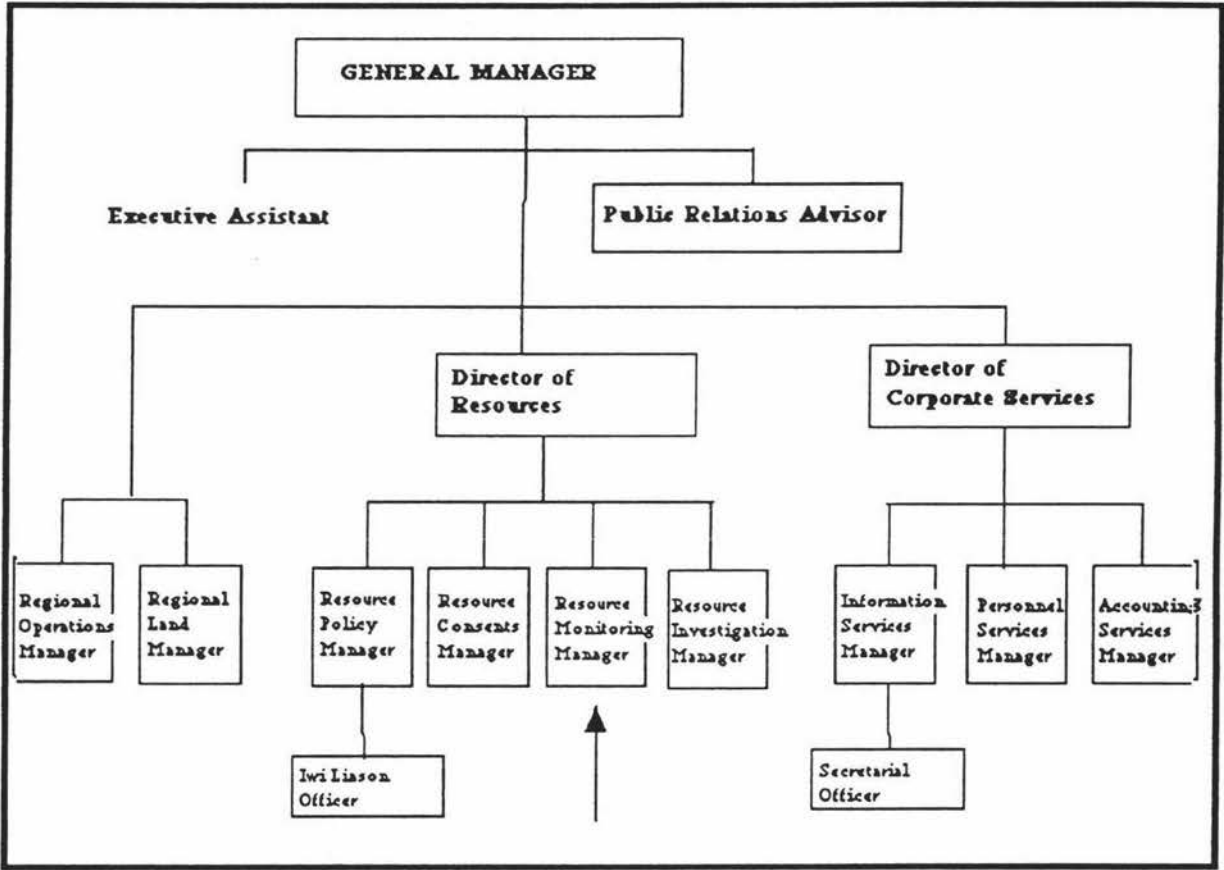 GENERAL MANAGER
Executive Assistant
Public Relations Advisor
Director of
Resources
Director of
Corporate Services
Regional
Operations
Manager
Regional
Land
Manager
Resource
Policy
Manager
Resource
Consents
Manager
Resource
Monitoring
Manager
Resource
Investigation
Manager
Information
Services
Manager
Personnel
Services
Manager
Accounting
Services
Manager
Iwi Liason
Officer
Secretarial
Officer